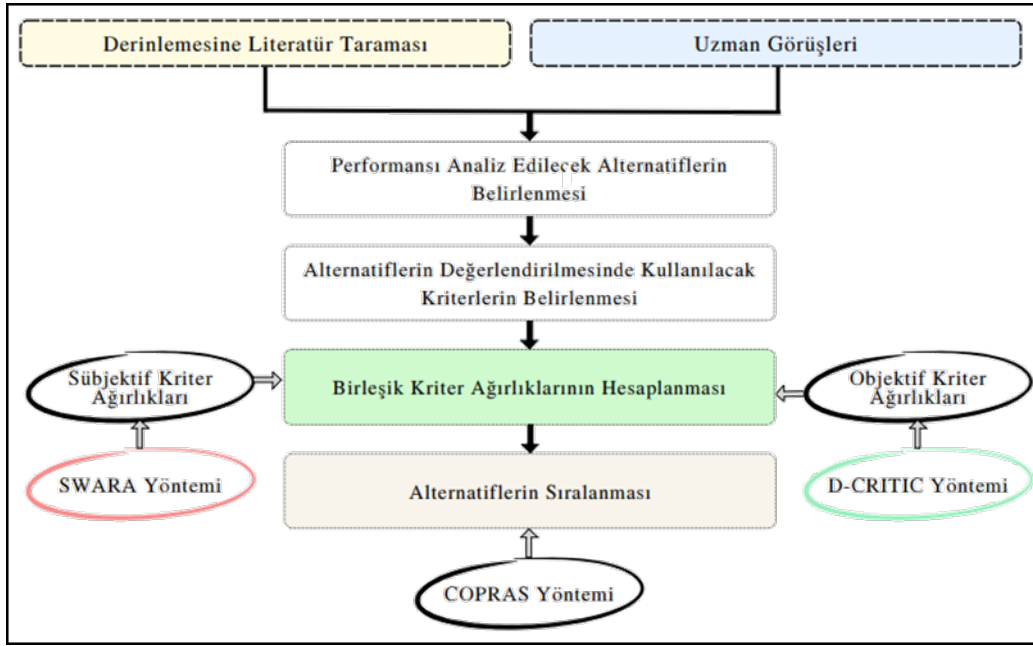 Derinlemesine Literatür Taraması
Uzman Görüşleri
Performansı Analiz Edilecek Alternatiflerin
Belirlenmesi
Alternatiflerin Değerlendirilmesinde Kullanılacak
Kriterlerin Belirlenmesi
Sübjektif Kriter
Ağırlıkları
Birleşik Kriter Ağırlıklarının Hesaplanması
Objektif Kriter
Ağırlıkları
SWARA Yöntemi
Alternatiflerin Sıralanması
D-CRITIC Yöntemi
COPRAS Yöntemi